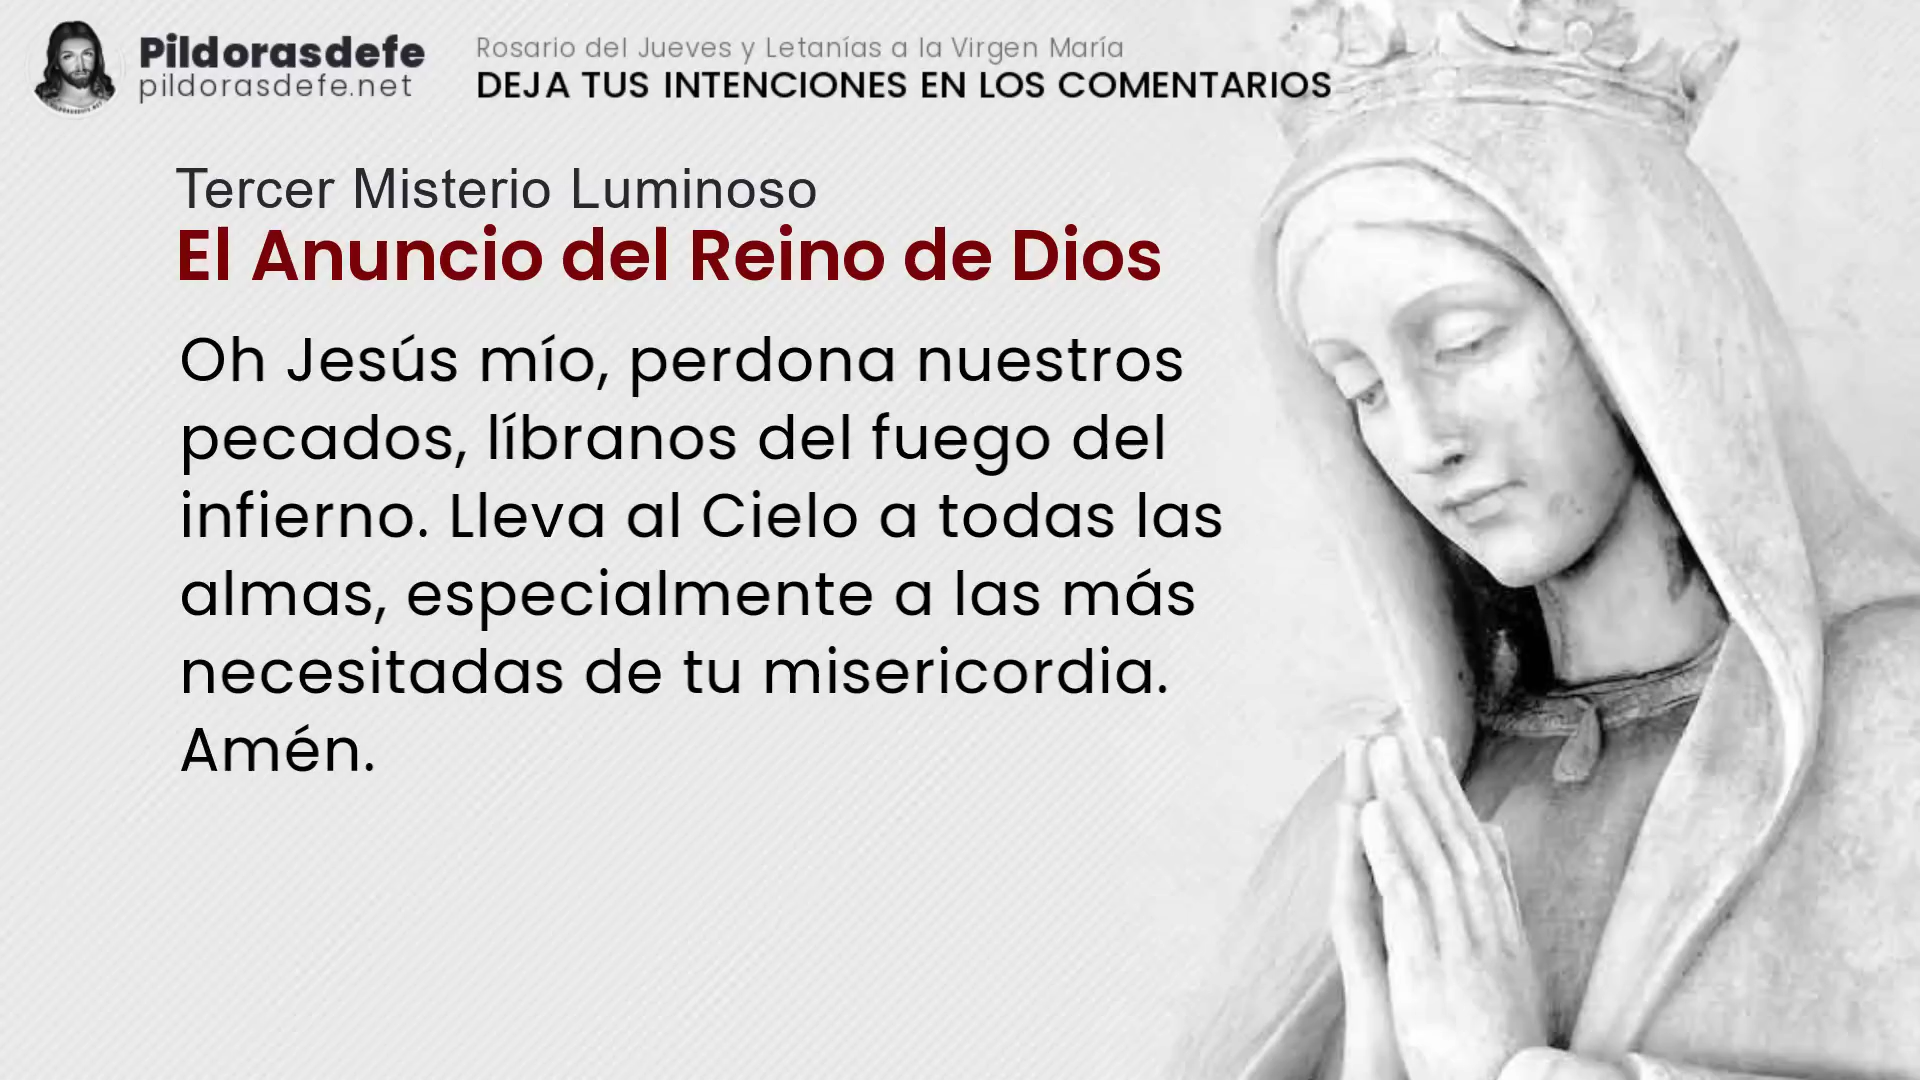 Pildorasdefe
pildorasdefe.net
Rosario del Jueves y Letanías a la Virgen María
DEJA TUS INTENCIONES EN LOS COMENTARIOS
Tercer Misterio Luminoso
El Anuncio del Reino de Dios
Oh Jesús mío, perdona nuestros
pecados, líbranos del fuego del
infierno. Lleva al Cielo a todas las
almas, especialmente a las más
necesitadas de tu misericordia.
Amén.